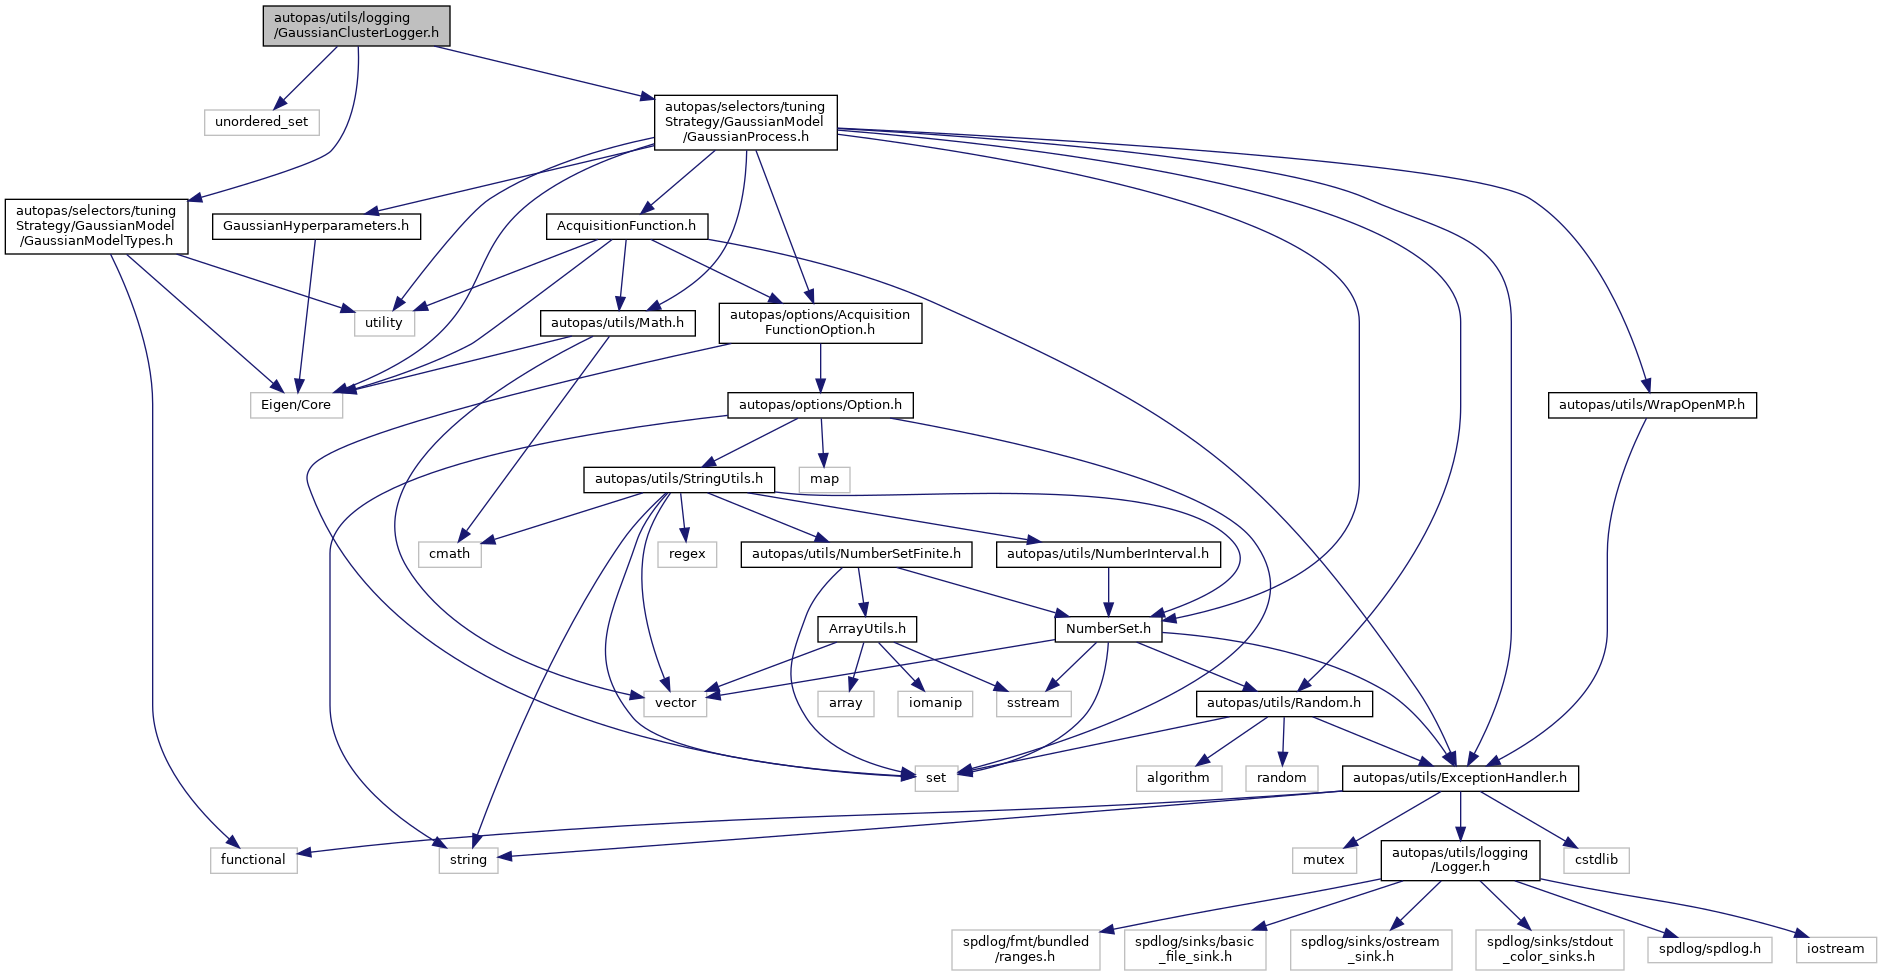 autopas/utils/logging
/GaussianClusterLogger.h
unordered_set
autopas/selectors/tuning
Strategy/GaussianModel
/GaussianProcess.h
autopas/selectors/tuning
Strategy/GaussianModel
/GaussianModelTypes.h
GaussianHyperparameters.h
AcquisitionFunction.h
utility
autopas/utils/Math.h
autopas/options/Acquisition
FunctionOption.h
Eigen/Core
autopas/options/Option.h
autopas/utils/WrapOpenMP.h
autopas/utils/StringUtils.h
map
cmath
regex
autopas/utils/NumberSetFinite.h
autopas/utils/NumberInterval.h
ArrayUtils.h
NumberSet.h
vector
array
iomanip
sstream
autopas/utils/Random.h
set
algorithm
random
autopas/utils/ExceptionHandler.h
functional
string
mutex
autopas/utils/logging
/Logger.h
cstdlib
spdlog/fmt/bundled
/ranges.h
spdlog/sinks/basic
_file_sink.h
spdlog/sinks/ostream
_sink.h
spdlog/sinks/stdout
_color_sinks.h
spdlog/spdlog.h
iostream